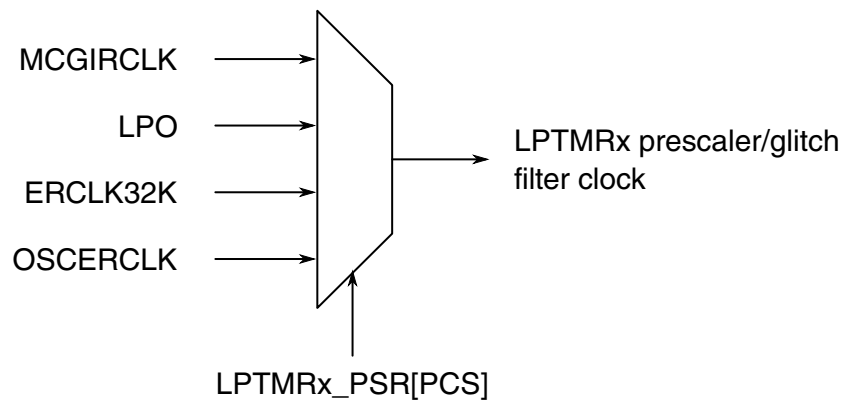 MCGIRCLK
LPO
ERCLK32K
OSCERCLK
LPTMRx prescaler/glitch
filter clock
LPTMRx_PSR[PCS]